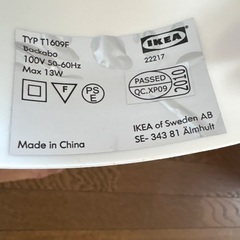 TYP T1609F
Backabo
100V 50-60Hz
Max 13W
F
PS
E
Made in China
IKEA
22217
PASSED
QC.XP09
2010
IKEA of Sweden AB
SE- 343 81 Älmhult